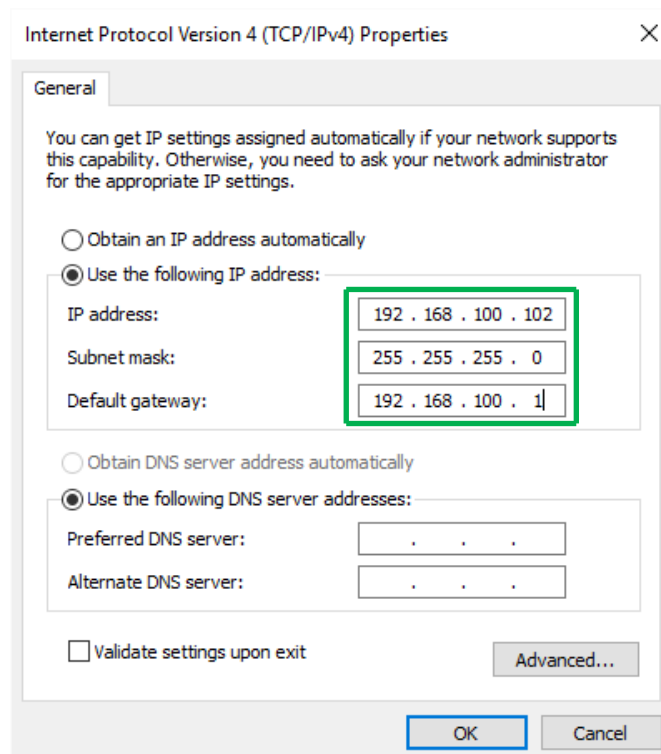 Internet Protocol Version 4 (TCP/IPv4) Properties
General
You can get IP settings assigned automatically if your network supports
this capability. Otherwise, you need to ask your network administrator
for the appropriate IP settings.
Obtain an IP address automatically
Use the following IP address:
IP address: 192 . 168 . 100 . 102
Subnet mask: 255 . 255 . 255 . 0
Default gateway: 192 . 168 . 100 . 1
Obtain DNS server address automatically
Use the following DNS server addresses:
Preferred DNS server: . . .
Alternate DNS server: . . .
Validate settings upon exit
Advanced...
OK Cancel